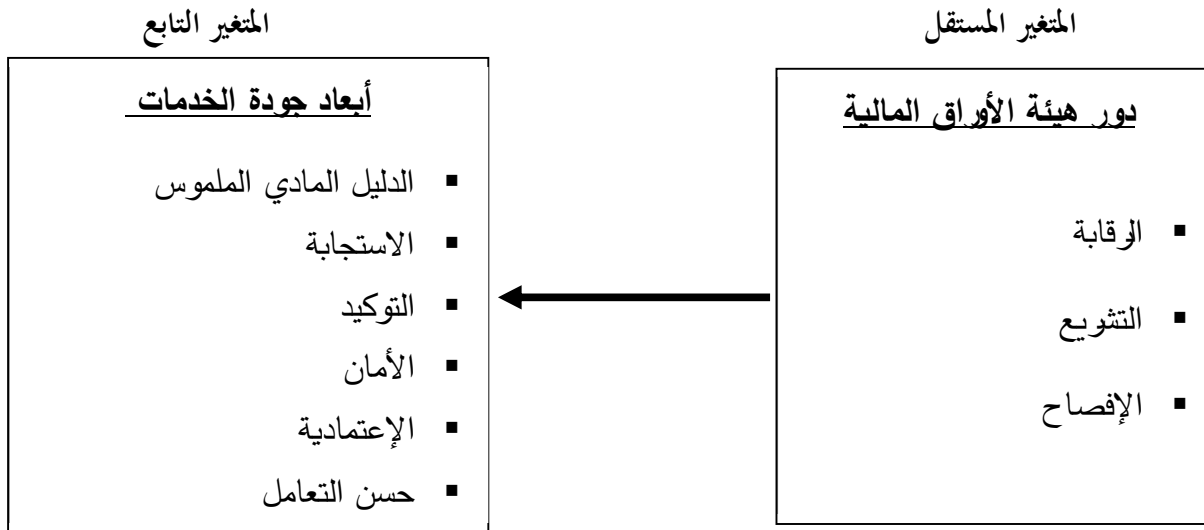 المتغير المستقل
دور هيئة الأوراق المالية
▪ الرقابة
▪ التشريع
▪ الإفصاح
المتغير التابع
أبعاد جودة الخدمات
▪ الدليل المادي الملموس
▪ الاستجابة
▪ التوكيد
▪ الأمان
▪ الإعتمادية
▪ حسن التعامل